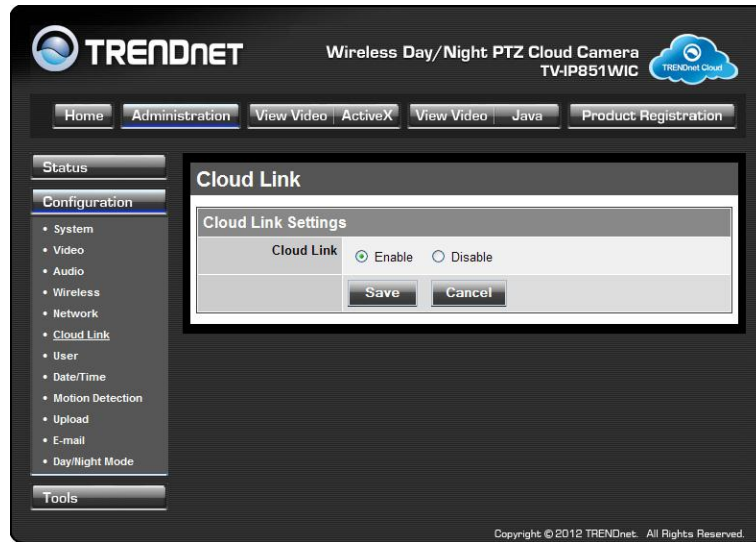 TRENDNET
Wireless Day/Night PTZ Cloud Camera
TV-IP851WIC
TRENDnet Cloud
Home Administration View Video ActiveX View Video Java Product Registration
Status
Configuration
• System
• Video
• Audio
• Wireless
• Network
• Cloud Link
• User
• Date/Time
• Motion Detection
• Upload
• E-mail
• Day/Night Mode
Tools
Cloud Link
Cloud Link Settings
Cloud Link Enable Disable
Save Cancel
Copyright © 2012 TRENDnet. All Rights Reserved.